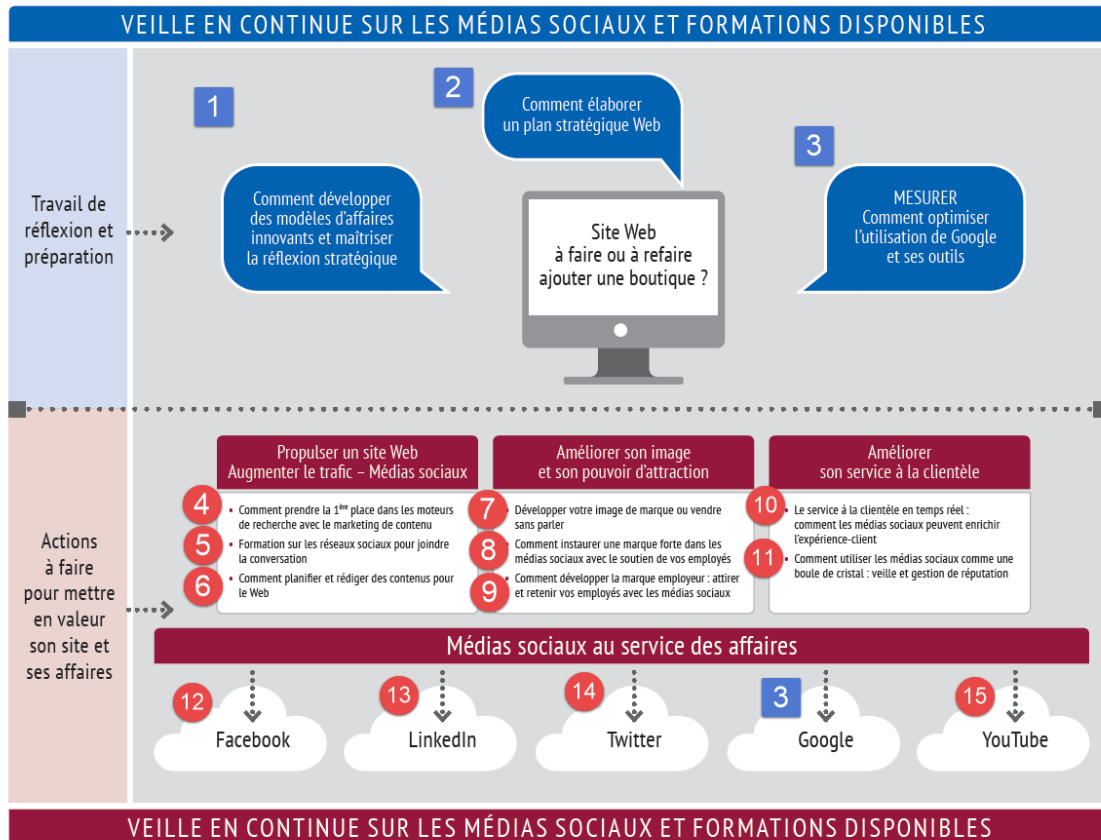 VEILLE EN CONTINUE SUR LES MÉDIAS SOCIAUX ET FORMATIONS DISPONIBLES
Travail de
réflexion et
préparation
1
Comment développer
des modèles d'affaires
innovants et maîtriser
la réflexion stratégique
2
Comment élaborer
un plan stratégique Web
Site Web
à faire ou à refaire
ajouter une boutique ?
3
MESURER
Comment optimiser
l'utilisation de Google
et ses outils
Actions
à faire
pour mettre
en valeur
son site et
ses affaires
Propulser un site Web
Augmenter le trafic – Médias sociaux
4
• Comment prendre la 1ère place dans les moteurs
de recherche avec le marketing de contenu
5
• Formation sur les réseaux sociaux pour joindre
la conversation
6
• Comment planifier et rédiger des contenus pour
le Web
Améliorer son image
et son pouvoir d'attraction
7
• Développer votre image de marque ou vendre
sans parler
8
• Comment instaurer une marque forte dans les
médias sociaux avec le soutien de vos employés
9
• Comment développer la marque employeur : attirer
et retenir vos employés avec les médias sociaux
Améliorer
son service à la clientèle
10
• Le service à la clientèle en temps réel :
comment les médias sociaux peuvent enrichir
l'expérience-client
11
• Comment utiliser les médias sociaux comme une
boule de cristal : veille et gestion de réputation
Médias sociaux au service des affaires
12
Facebook
13
LinkedIn
14
Twitter
3
Google
15
YouTube
VEILLE EN CONTINUE SUR LES MÉDIAS SOCIAUX ET FORMATIONS DISPONIBLES